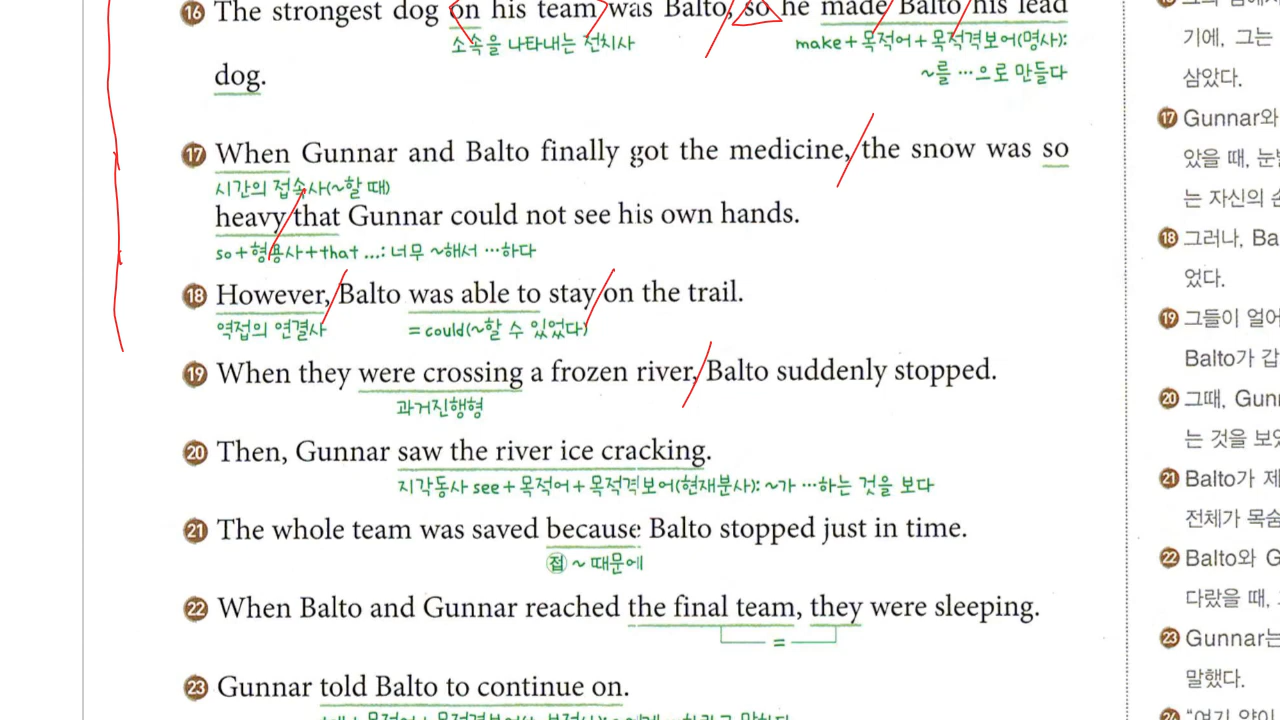 ⑯ The strongest dog on his team was Balto, so he made Balto his lead
소속을 나타내는 전치사
make+목적어+목적격보어(명사):
~를 …으로 만들다
dog.
⑰ When Gunnar and Balto finally got the medicine, the snow was so
시간의 접속사(~할 때)
heavy that Gunnar could not see his own hands.
so+형용사+that …: 너무 ~해서 …하다
⑱ However, Balto was able to stay on the trail.
역접의 연결사
= could(~할 수 있었다)
⑲ When they were crossing a frozen river, Balto suddenly stopped.
과거진행형
⑳ Then, Gunnar saw the river ice cracking.
지각동사 see+목적어+목적격보어(현재분사): ~가 …하는 것을 보다
㉑ The whole team was saved because Balto stopped just in time.
접 ~ 때문에
㉒ When Balto and Gunnar reached the final team, they were sleeping.
=
㉓ Gunnar told Balto to continue on.
기에, 그는
삼았다.
⑰ Gunnar와
았을 때, 눈
는 자신의
⑱ 그러나, Ba
었다.
⑲ 그들이 얼어
Balto가 갑
⑳ 그때, Gun
는 것을 보
㉑ Balto가 제
전체가 목숨
㉒ Balto와 G
다랐을 때,
㉓ Gunnar는
말했다.